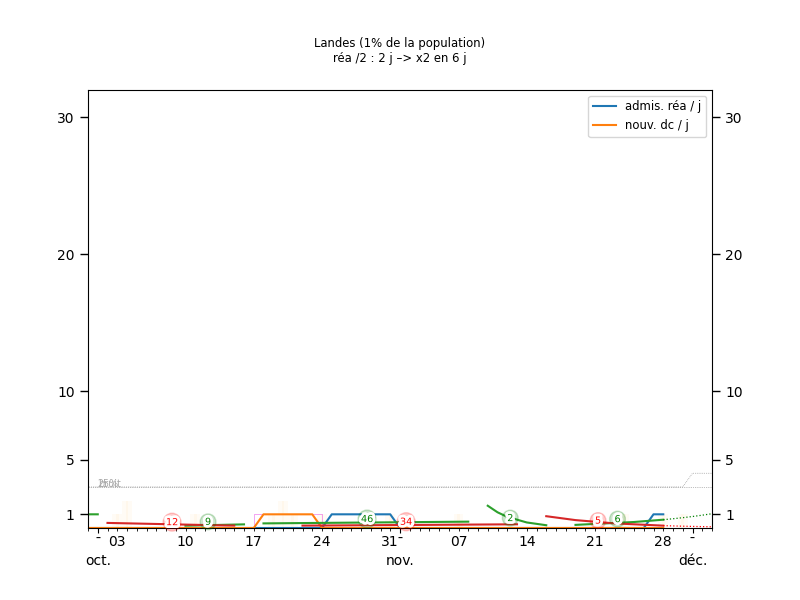 Landes (1% de la population)
réa /2 : 2 j –> x2 en 6 j
admis. réa / j
nouv. dc / j
30
30
20
20
10
10
5
5
1
1
12
9
46
34
2
5
6
- 03 10 17 24 31 - 07 14 21 28 -
oct. nov. déc.